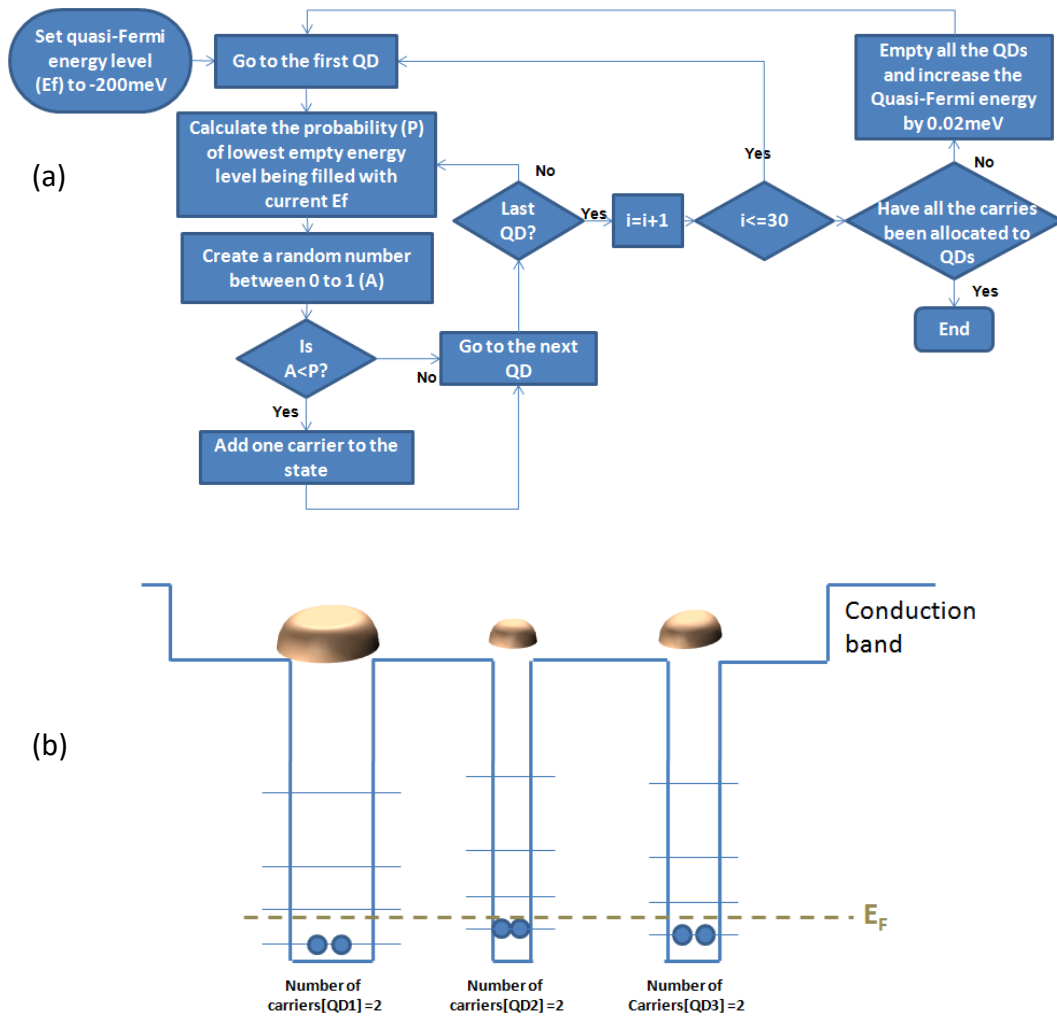 Set quasi-Fermi
energy level
(Ef) to -200meV
Go to the first QD
Empty all the QDs
and increase the
Quasi-Fermi energy
by 0.02meV
(a)
Calculate the probability (P)
of lowest empty energy
level being filled with
current Ef
No
Yes
No
Last
QD?
Yes
i=i+1
i<=30
Have all the carries
been allocated to
QDs
Create a random number
between 0 to 1 (A)
Yes
End
Is
A<P?
No
Go to the next
QD
Yes
Add one carrier to the
state
Conduction
band
(b)
EF
Number of
carriers[QD1] =2
Number of
carriers[QD2] =2
Number of
Carriers[QD3] =2